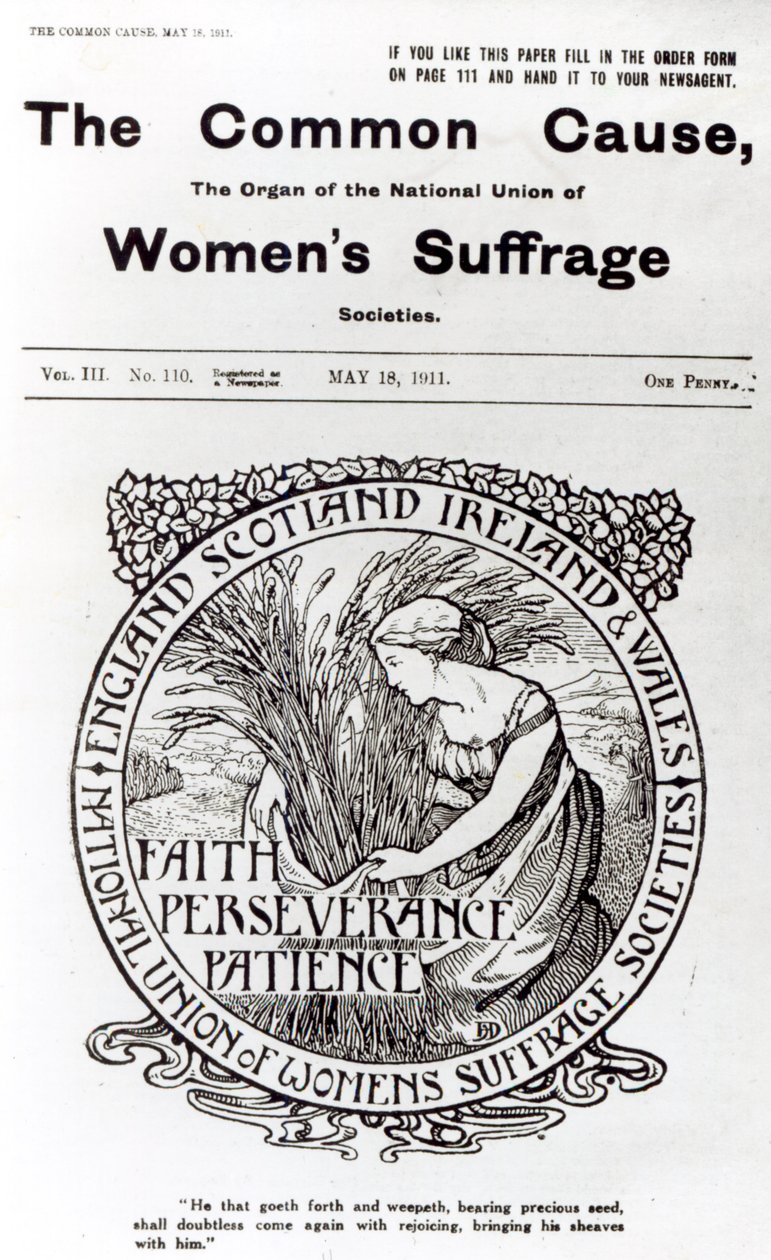 THE COMMON CAUSE, MAY 18, 1911.
IF YOU LIKE THIS PAPER FILL IN THE ORDER FORM
ON PAGE 111 AND HAND IT TO YOUR NEWSAGENT.
The Common Cause,
The Organ of the National Union of
Women's Suffrage
Societies.
VOL. III. No. 110. Registered as a Newspaper. MAY 18, 1911. ONE PENNY.
ENGLAND SCOTLAND IRELAND & WALES
FAITH
PERSEVERANCE
PATIENCE
NATIONAL UNION OF WOMENS SUFFRAGE SOCIETIES
"He that goeth forth and weepeth, bearing precious seed,
shall doubtless come again with rejoicing, bringing his sheaves
with him."